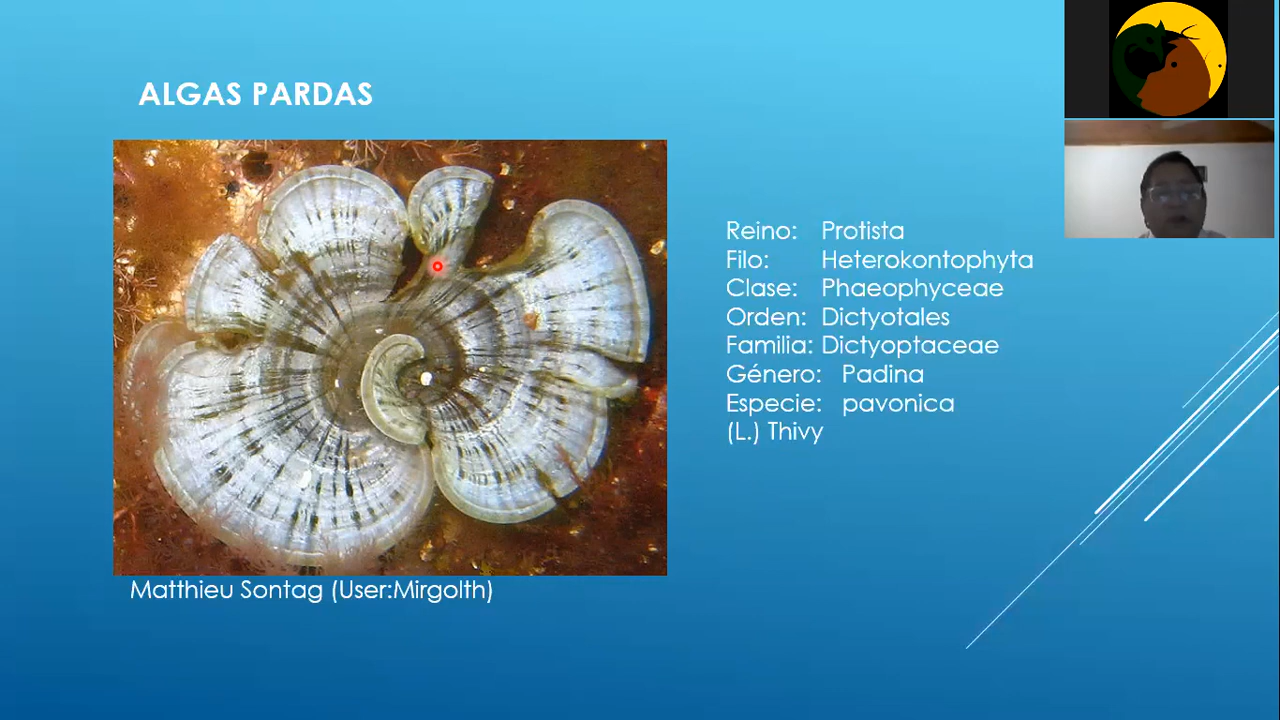 ALGAS PARDAS
Reino: Protista
Filo: Heterokontophyta
Clase: Phaeophyceae
Orden: Dictyotales
Familia: Dictyoptaceae
Género: Padina
Especie: pavonica
(L.) Thivy
Matthieu Sontag (User:Mirgolth)